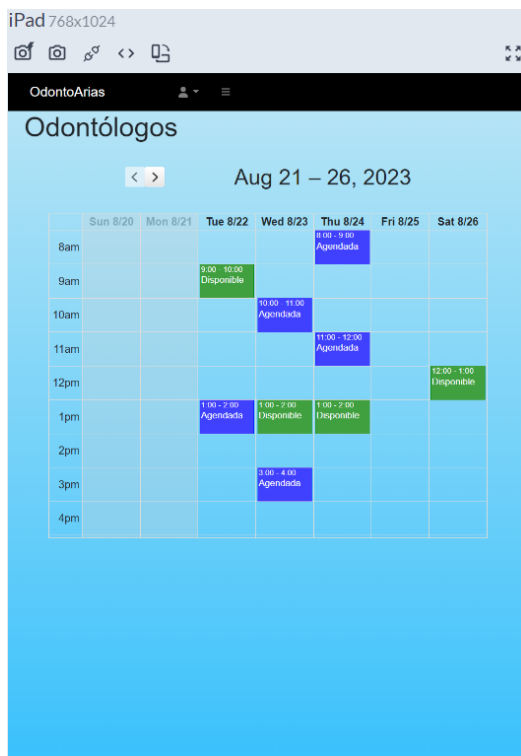 iPad 768x1024
OdontoArias
Odontólogos
Aug 21 – 26, 2023
Sun 8/20 Mon 8/21 Tue 8/22 Wed 8/23 Thu 8/24 Fri 8/25 Sat 8/26
8am
8:00 - 9:00
Agendada
9am
9:00 - 10:00
Disponible
10am
10:00 - 11:00
Agendada
11am
11:00 - 12:00
Agendada
12pm
12:00 - 1:00
Disponible
1pm
1:00 - 2:00
Agendada
1:00 - 2:00
Disponible
1:00 - 2:00
Disponible
2pm
3pm
3:00 - 4:00
Agendada
4pm